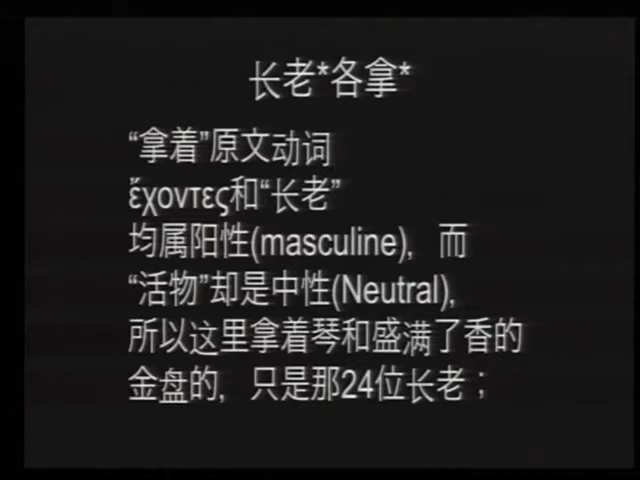 长老*各拿*
“拿着”原文动词
ἔχοντες和“长老”
均属阳性(masculine)，而
“活物”却是中性(Neutral),
所以这里拿着琴和盛满了香的
金盘的，只是那24位长老；